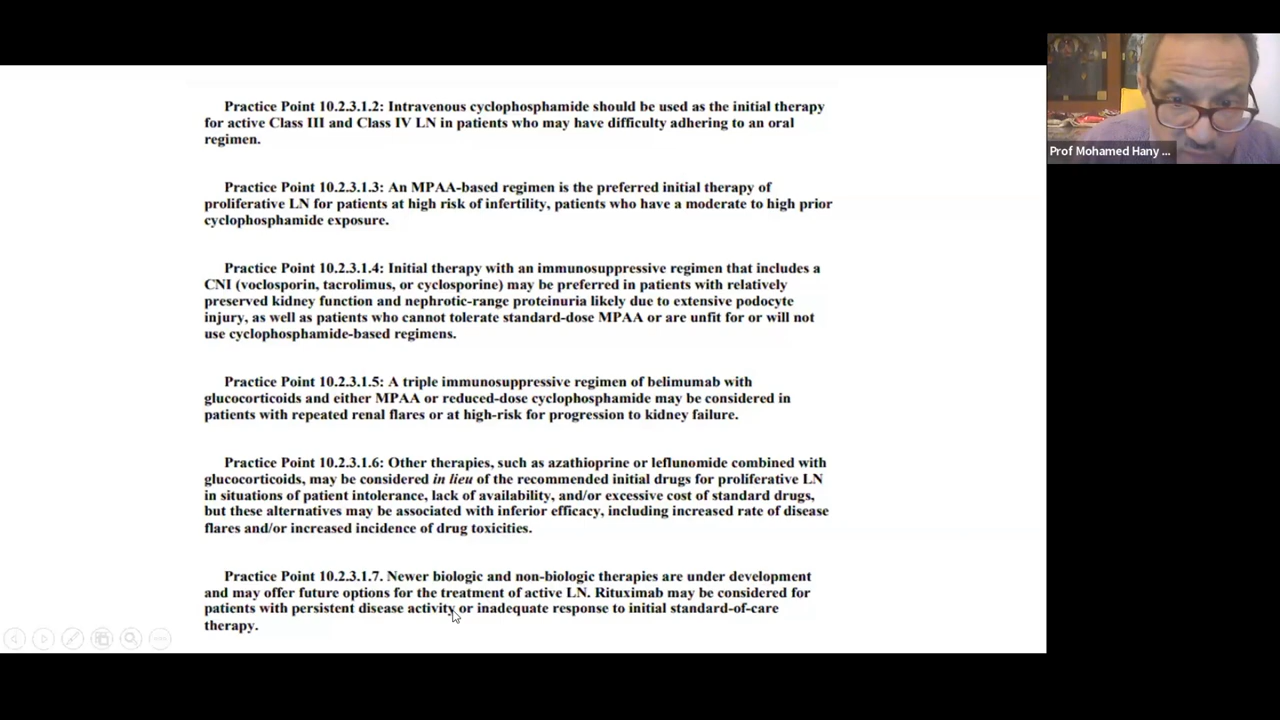 Practice Point 10.2.3.1.2: Intravenous cyclophosphamide should be used as the initial therapy
for active Class III and Class IV LN in patients who may have difficulty adhering to an oral
regimen.
Practice Point 10.2.3.1.3: An MPAA-based regimen is the preferred initial therapy of
proliferative LN for patients at high risk of infertility, patients who have a moderate to high prior
cyclophosphamide exposure.
Practice Point 10.2.3.1.4: Initial therapy with an immunosuppressive regimen that includes a
CNI (voclosporin, tacrolimus, or cyclosporine) may be preferred in patients with relatively
preserved kidney function and nephrotic-range proteinuria likely due to extensive podocyte
injury, as well as patients who cannot tolerate standard-dose MPAA or are unfit for or will not
use cyclophosphamide-based regimens.
Practice Point 10.2.3.1.5: A triple immunosuppressive regimen of belimumab with
glucocorticoids and either MPAA or reduced-dose cyclophosphamide may be considered in
patients with repeated renal flares or at high-risk for progression to kidney failure.
Practice Point 10.2.3.1.6: Other therapies, such as azathioprine or leflunomide combined with
glucocorticoids, may be considered in lieu of the recommended initial drugs for proliferative LN
in situations of patient intolerance, lack of availability, and/or excessive cost of standard drugs,
but these alternatives may be associated with inferior efficacy, including increased rate of disease
flares and/or increased incidence of drug toxicities.
Practice Point 10.2.3.1.7. Newer biologic and non-biologic therapies are under development
and may offer future options for the treatment of active LN. Rituximab may be considered for
patients with persistent disease activity or inadequate response to initial standard-of-care
therapy.
Prof Mohamed Hany ...